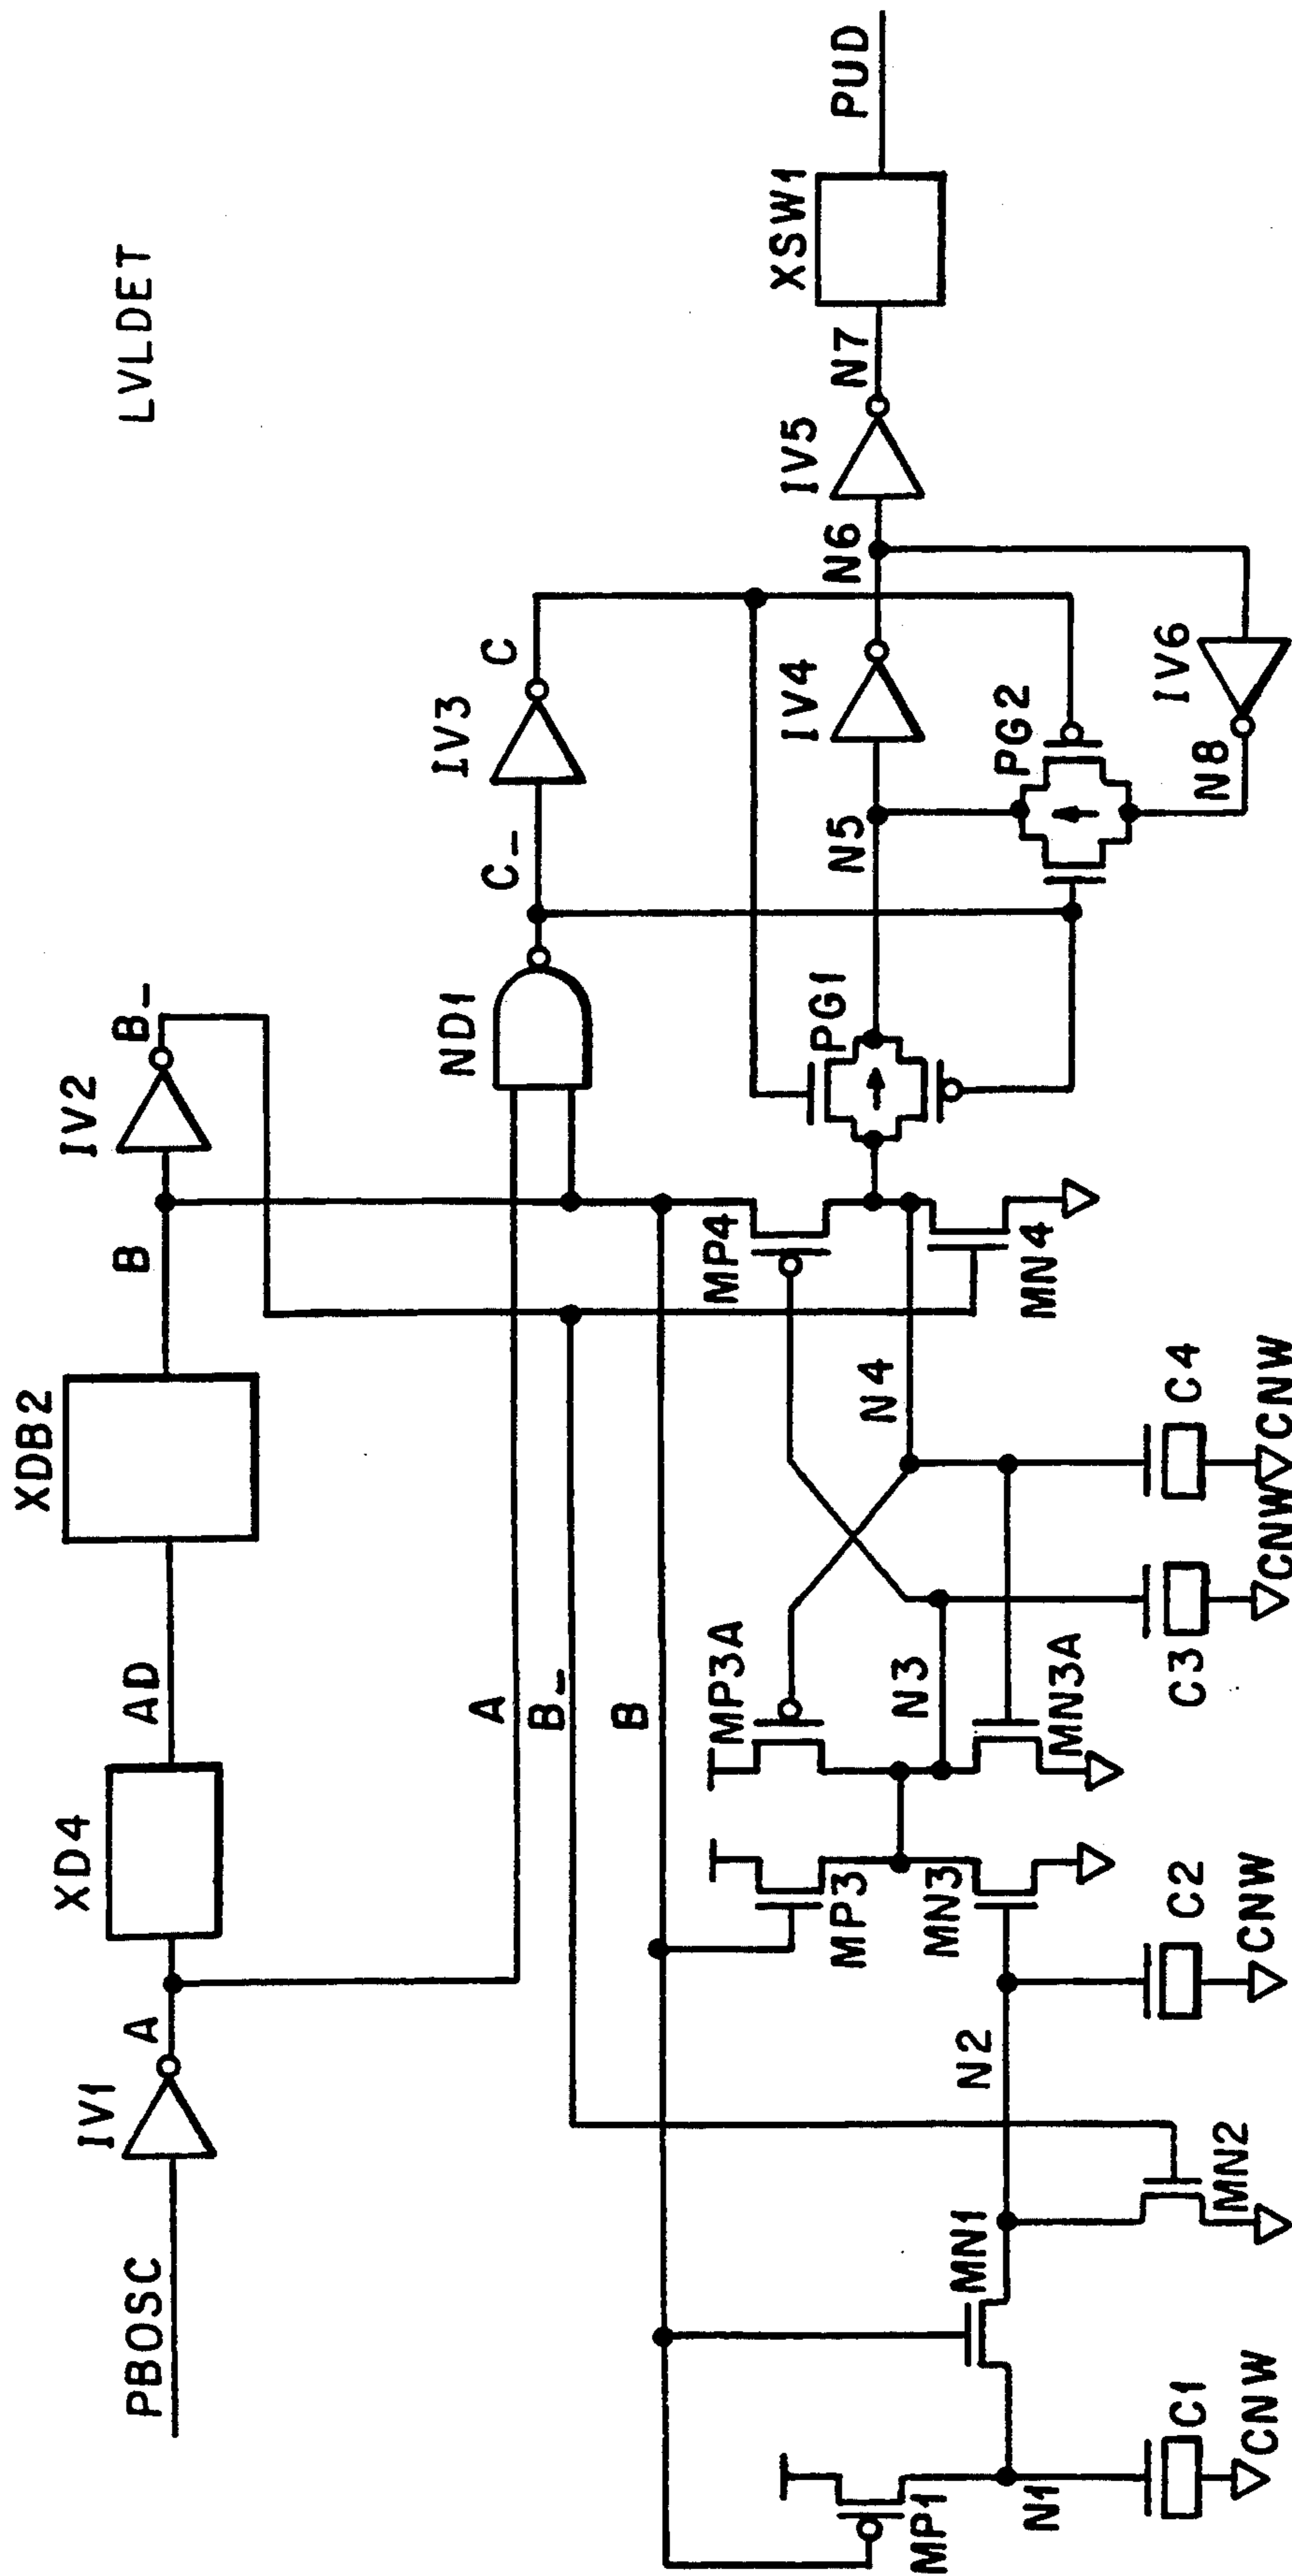 LVLDET
PBOSC
IV1
A
XD4
AD
XDB2
B
IV2
B_
A
B_
B
ND1
C_
IV3
C
MP1
N1
C1
CNW
MN1
MN2
N2
C2
CNW
MP3
MN3
MP3A
N3
MN3A
C3
CNW
N4
C4
CNW
MP4
MN4
PG1
N5
PG2
IV4
N6
N8
IV6
IV5
N7
XSW1
PUD